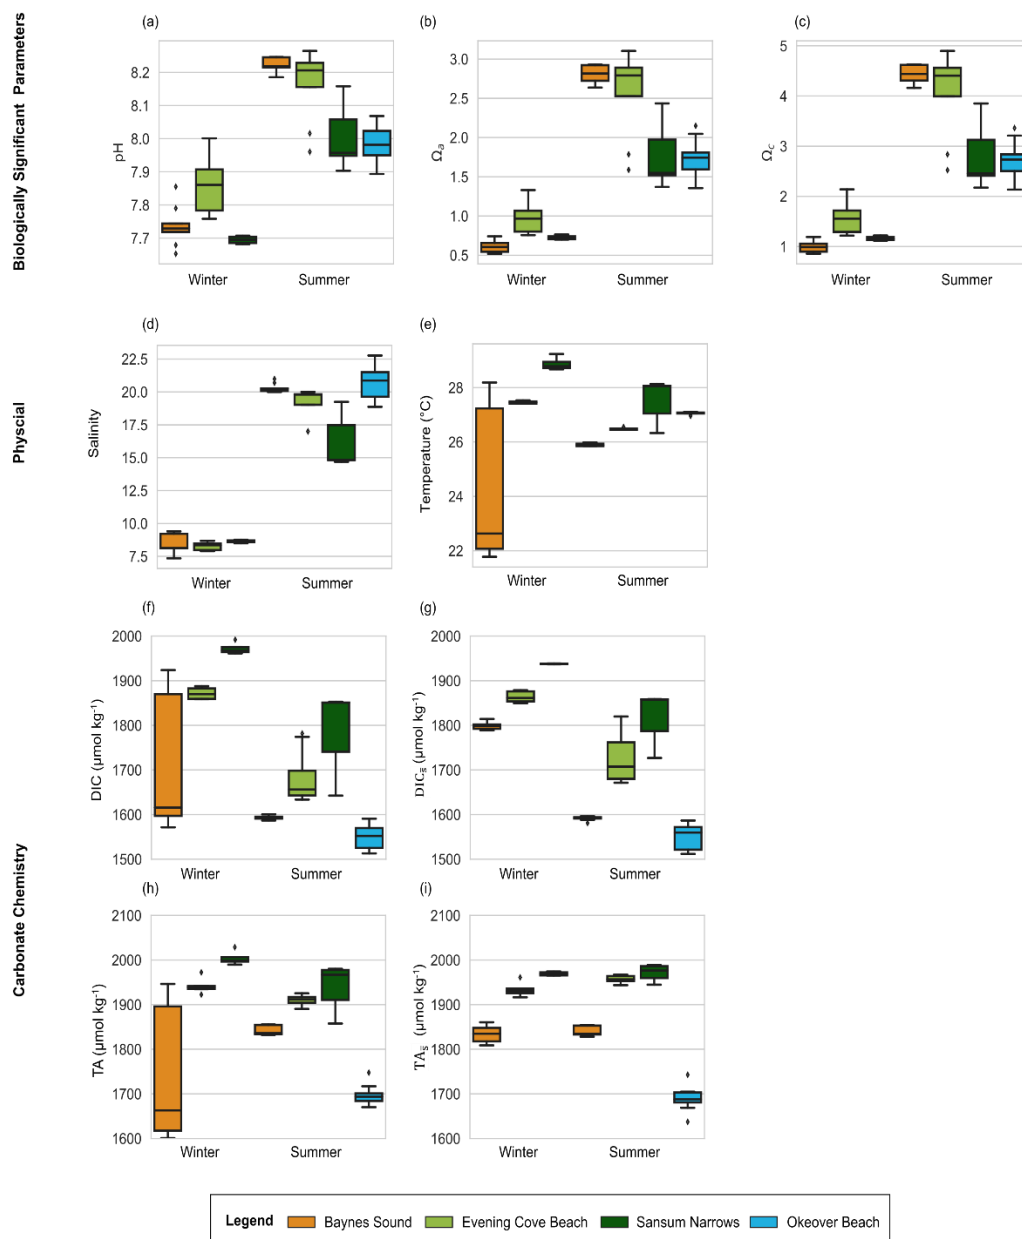 Biologically Significant Parameters
(a)
pH
8.2
8.1
8.0
7.9
7.8
7.7
Winter
Summer
(b)
Ωa
3.0
2.5
2.0
1.5
1.0
0.5
Winter
Summer
(c)
Ωc
5
4
3
2
1
Winter
Summer
Physcial
(d)
Salinity
22.5
20.0
17.5
15.0
12.5
10.0
7.5
Winter
Summer
(e)
Temperature (°C)
28
26
24
22
Winter
Summer
Carbonate Chemistry
(f)
DIC (μmol kg⁻¹)
2000
1900
1800
1700
1600
1500
Winter
Summer
(g)
DICs̄ (μmol kg⁻¹)
2000
1900
1800
1700
1600
1500
Winter
Summer
(h)
TA (μmol kg⁻¹)
2100
2000
1900
1800
1700
1600
Winter
Summer
(i)
TAs̄ (μmol kg⁻¹)
2100
2000
1900
1800
1700
1600
Winter
Summer
Legend Baynes Sound Evening Cove Beach Sansum Narrows Okeover Beach